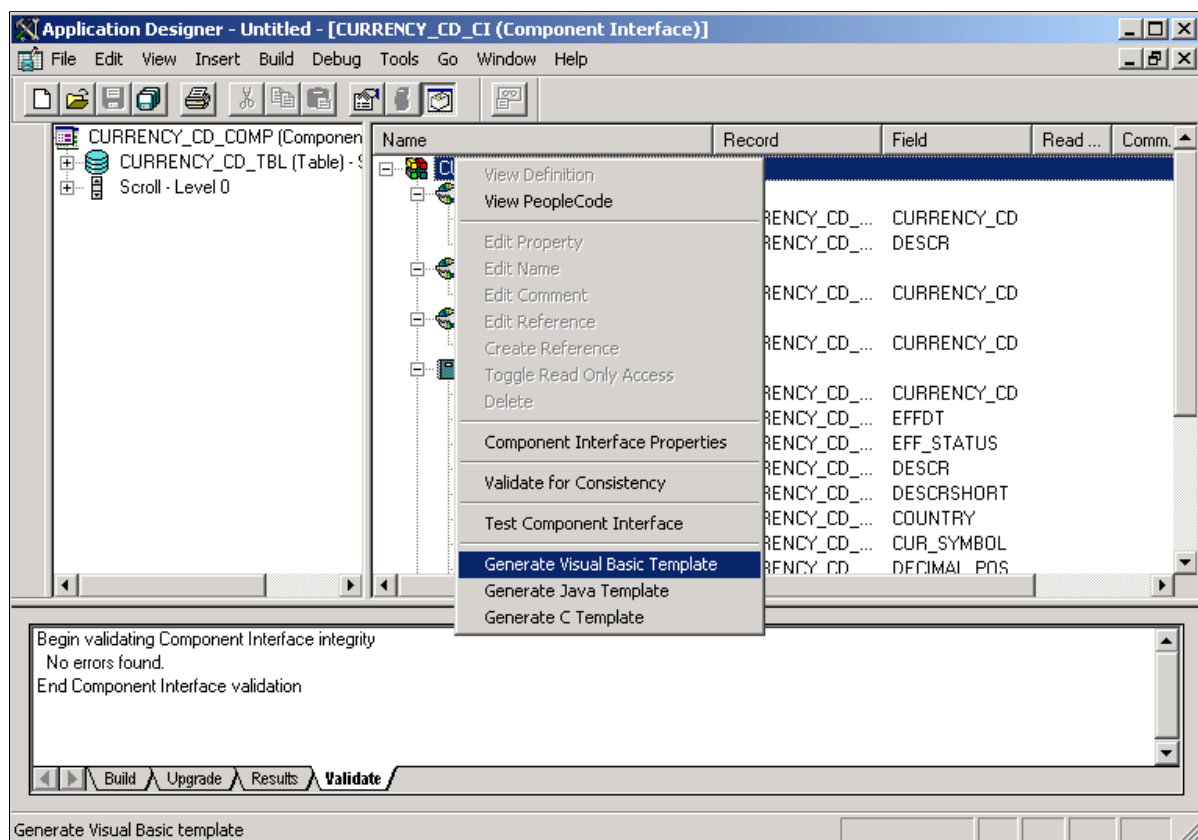 Application Designer - Untitled - [CURRENCY_CD_CI (Component Interface)]
File Edit View Insert Build Debug Tools Go Window Help
CURRENCY_CD_COMP (Componen
CURRENCY_CD_TBL (Table) - S
Scroll - Level 0
Name Record Field Read ... Comm.
CU
View Definition
View PeopleCode
Edit Property
Edit Name
Edit Comment
Edit Reference
Create Reference
Toggle Read Only Access
Delete
Component Interface Properties
Validate for Consistency
Test Component Interface
Generate Visual Basic Template
Generate Java Template
Generate C Template
RENCY_CD_... CURRENCY_CD
RENCY_CD_... DESCR
RENCY_CD_... CURRENCY_CD
RENCY_CD_... CURRENCY_CD
RENCY_CD_... CURRENCY_CD
RENCY_CD_... EFFDT
RENCY_CD_... EFF_STATUS
RENCY_CD_... DESCR
RENCY_CD_... DESCRSHORT
RENCY_CD_... COUNTRY
RENCY_CD_... CUR_SYMBOL
RENCY_CD DECIMAL_POS
Begin validating Component Interface integrity
No errors found.
End Component Interface validation
Build Upgrade Results Validate
Generate Visual Basic template